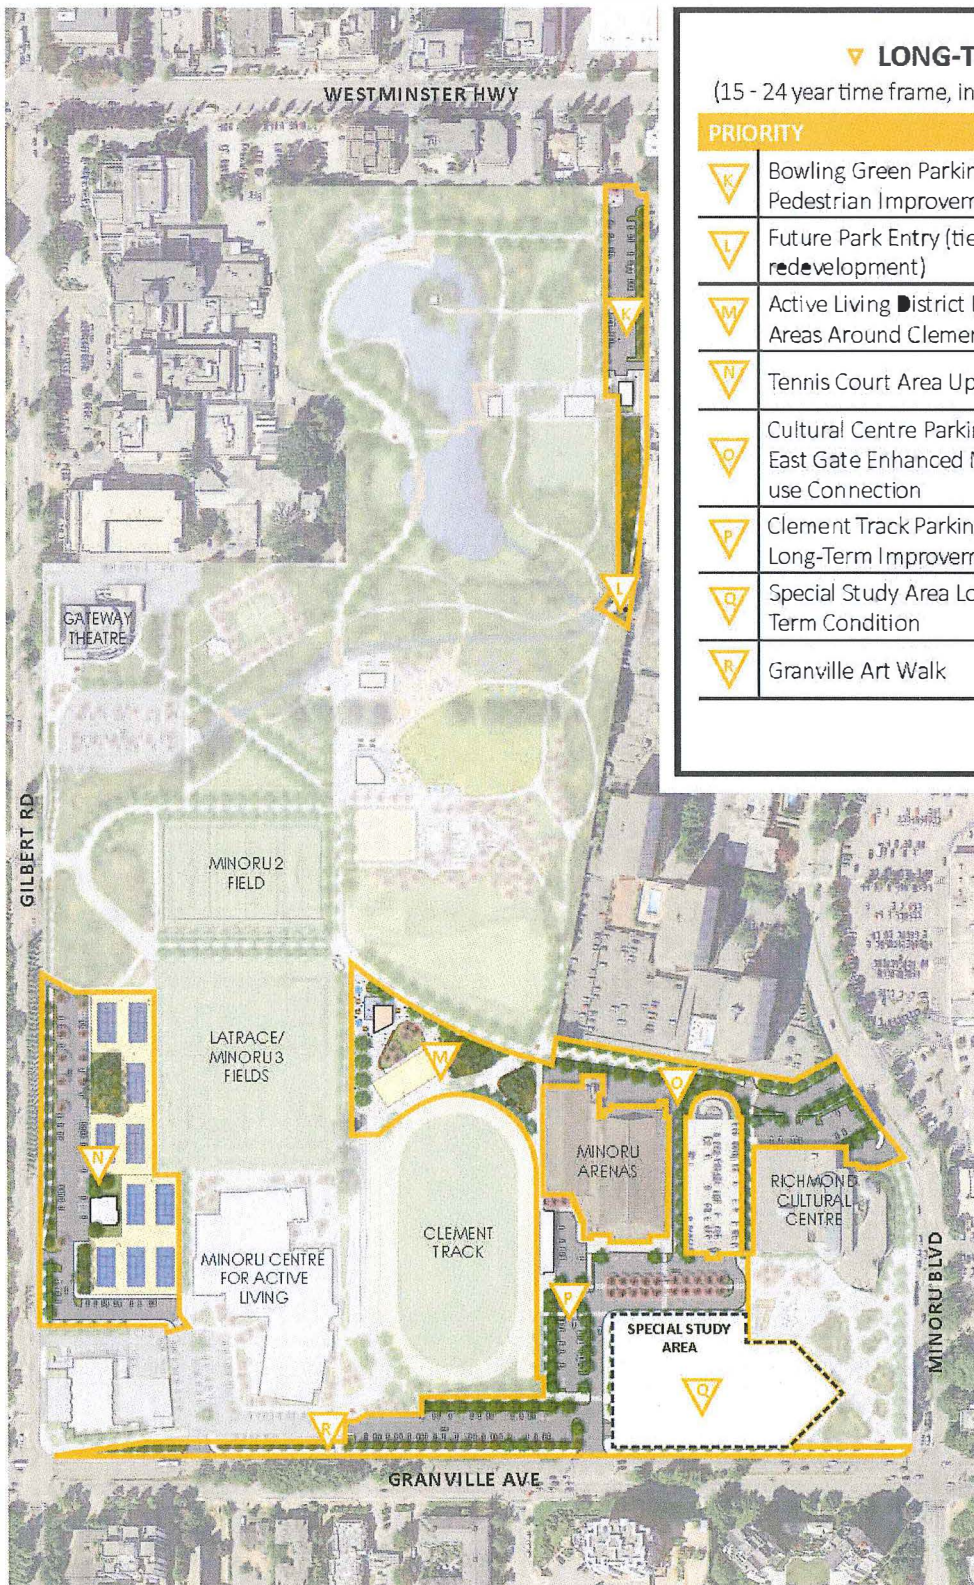 WESTMINSTER HWY
▼ LONG-T
(15 - 24 year time frame, in
PRIORITY
K
Bowling Green Parkin
Pedestrian Improvem
L
Future Park Entry (tie
redevelopment)
M
Active Living District
Areas Around Clemen
N
Tennis Court Area Up
O
Cultural Centre Parkin
East Gate Enhanced
use Connection
P
Clement Track Parkin
Long-Term Improvem
Q
Special Study Area Lo
Term Condition
R
Granville Art Walk
K
L
GATEWAY
THEATRE
GILBERT RD
MINORU 2
FIELD
LATRACE/
MINORU 3
FIELDS
M
O
N
MINORU
ARENAS
RICHMOND
CULTURAL
CENTRE
CLEMENT
TRACK
MINORU CENTRE
FOR ACTIVE
LIVING
P
SPECIAL STUDY
AREA
Q
MINORU BLVD
R
GRANVILLE AVE